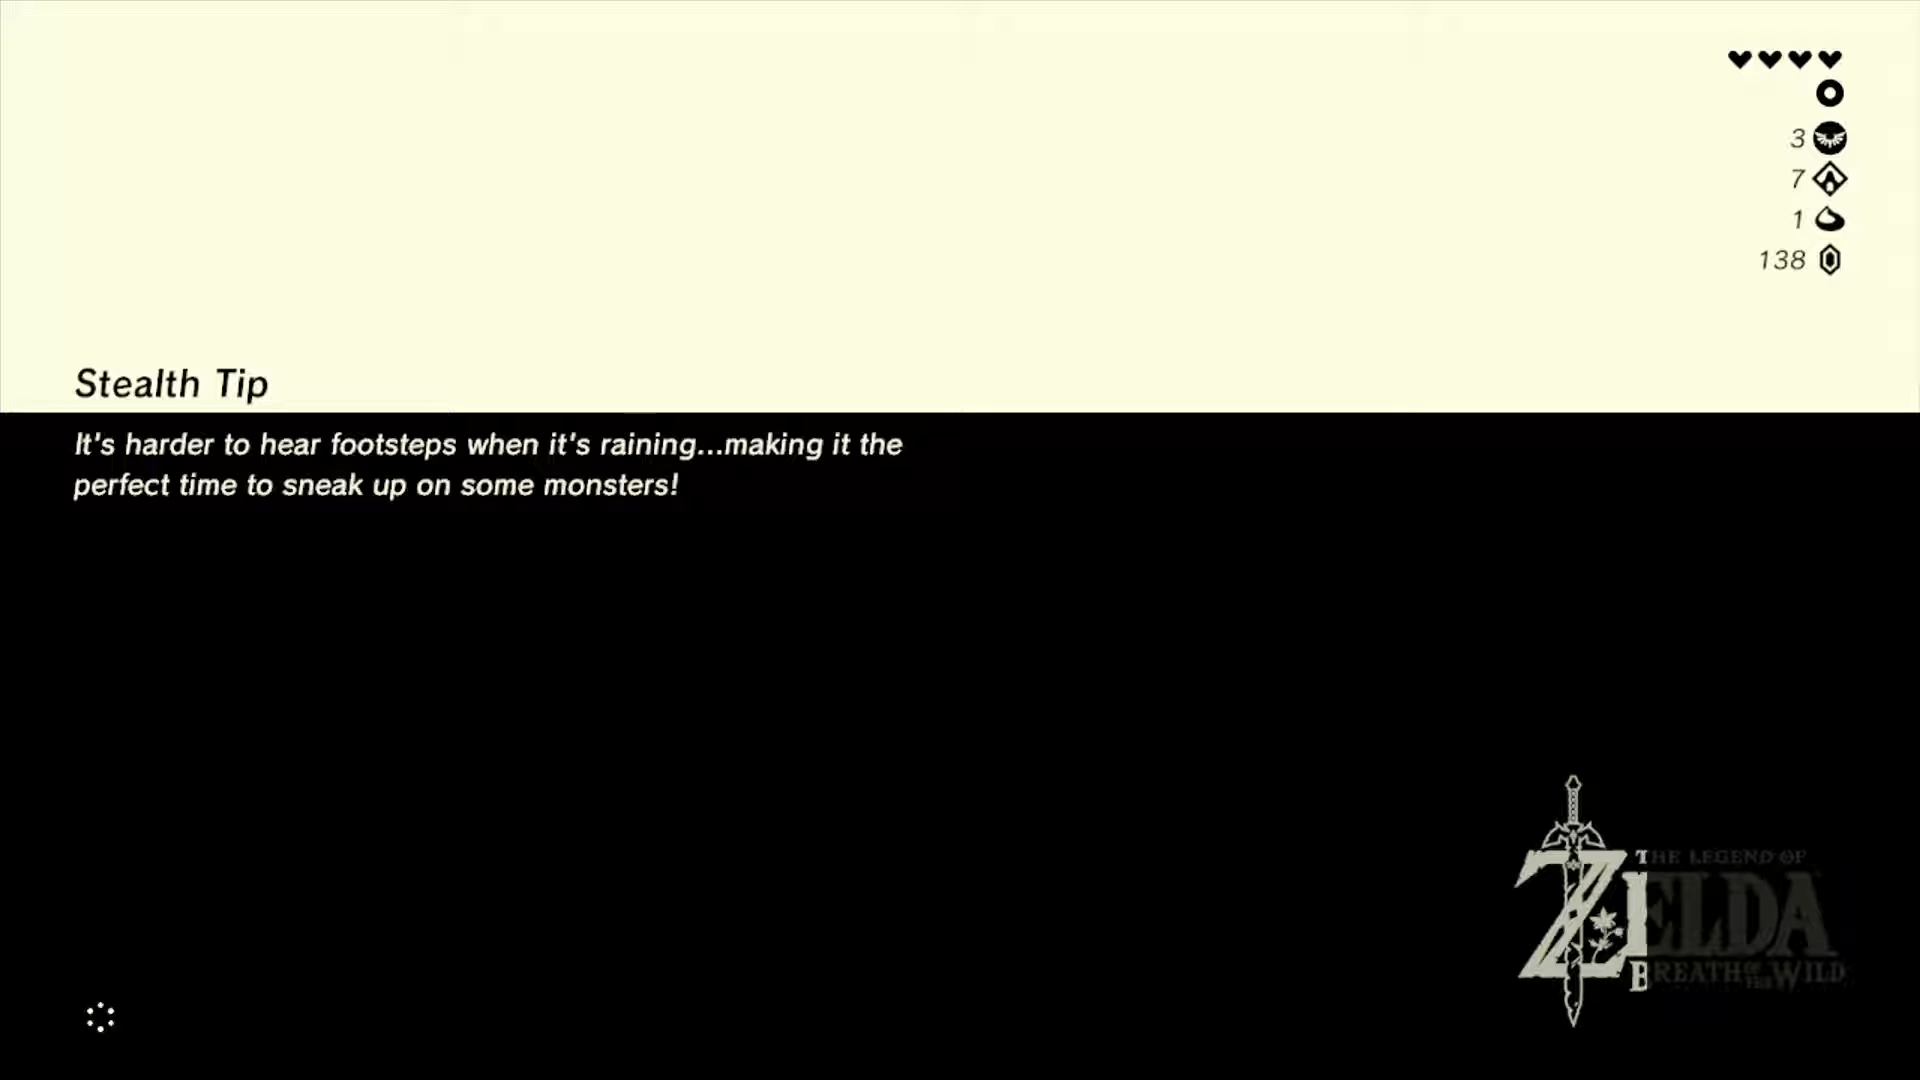 3
7
1
138
Stealth Tip
It's harder to hear footsteps when it's raining...making it the
perfect time to sneak up on some monsters!
THE LEGEND OF
ZELDA
BREATH OF THE WILD